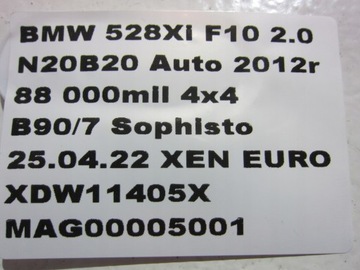 BMW 528Xi F10 2.0
N20B20 Auto 2012r
88 000mil 4x4
B90/7 Sophisto
25.04.22 XEN EURO
XDW11405X
MAG00005001